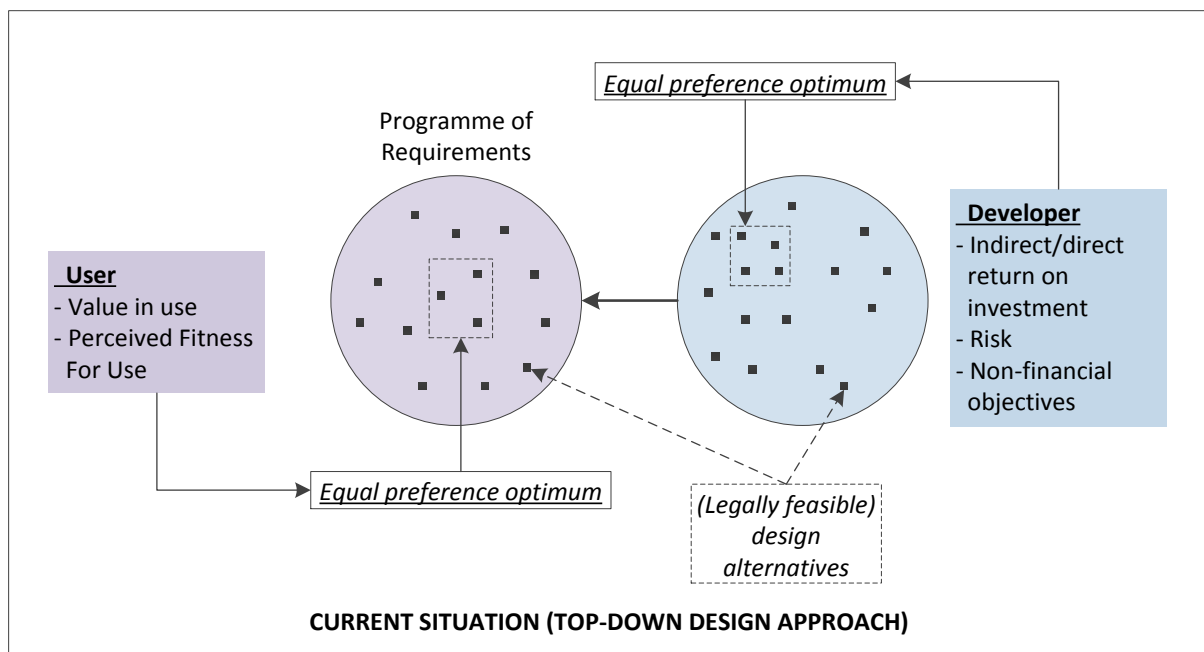 Equal preference optimum
Programme of
Requirements
User
- Value in use
- Perceived Fitness
For Use
Developer
- Indirect/direct
return on
investment
- Risk
- Non-financial
objectives
Equal preference optimum
(Legally feasible)
design
alternatives
CURRENT SITUATION (TOP-DOWN DESIGN APPROACH)